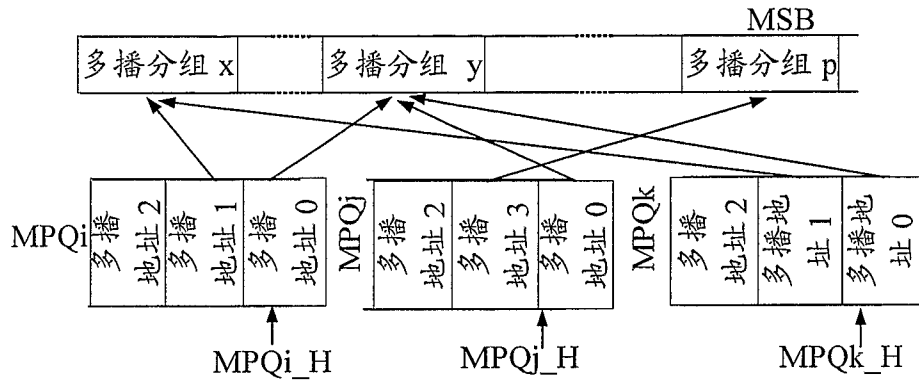 MSB
多播分组 x
多播分组 y
多播分组 p
MPQi
多播
地址 2
多播
地址 1
多播
地址 0
MPQj
多播
地址 2
多播
地址 3
多播
地址 0
MPQk
多播
地址 2
多播地
址 1
多播地
址 0
MPQi_H
MPQj_H
MPQk_H